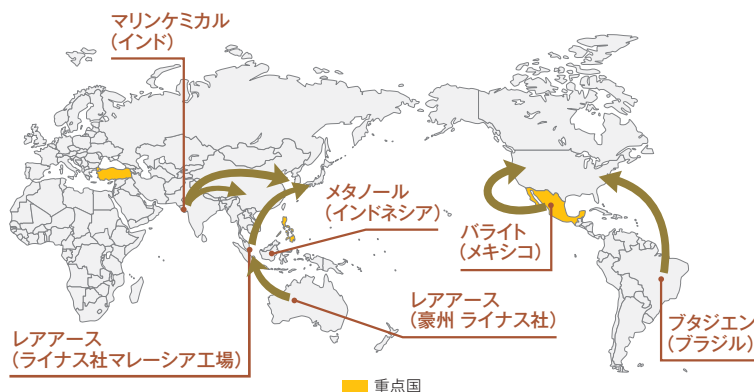 マリンケミカル
（インド）
メタノール
（インドネシア）
バライト
（メキシコ）
レアアース
（豪州 ライナス社）
レアアース
（ライナス社マレーシア工場）
ブタジエン
（ブラジル）
重点国